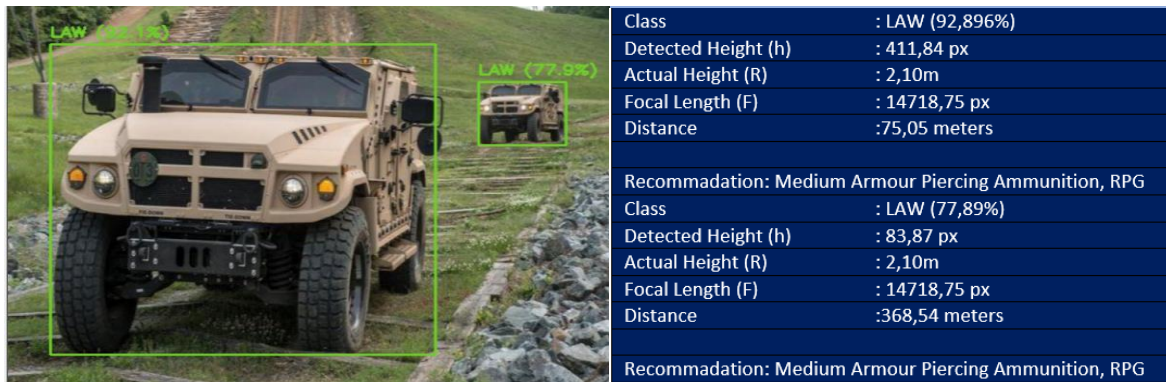 LAW (92.1%)
LAW (77.9%)
Class : LAW (92,896%)
Detected Height (h) : 411,84 px
Actual Height (R) : 2,10m
Focal Length (F) : 14718,75 px
Distance :75,05 meters
Recommadation: Medium Armour Piercing Ammunition, RPG
Class : LAW (77,89%)
Detected Height (h) : 83,87 px
Actual Height (R) : 2,10m
Focal Length (F) : 14718,75 px
Distance :368,54 meters
Recommadation: Medium Armour Piercing Ammunition, RPG